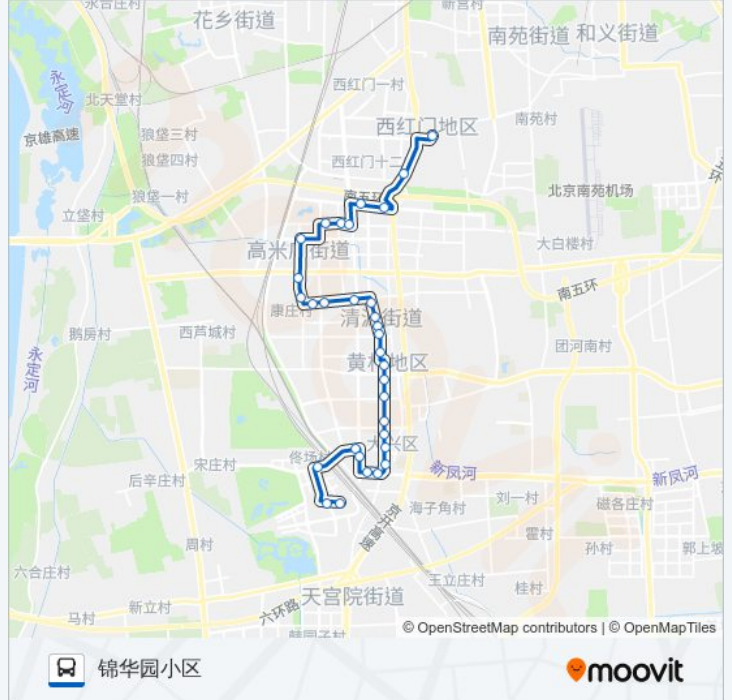 永合庄村
花乡街道
新营村
南苑街道
和义街道
永定河
西红门一村
北天堂村
南苑村
西红门地区
京雄高速
狼垡三村
狼垡四村
西红门十二
狼垡一村
北京南苑机场
立垡村
大白楼村
南五环
康庄村
清源街道
鹅房村
西芦城村
团河南村
永定河
大兴区
宋庄村
新凤河
新凤河
后辛庄村
刘一村
磁各庄村
海子角村
京开高速
霍村
周村
孙村
郭上坡
六合庄村
王立庄村
桂村
天宫院街道
新立村
六环路
马村
© OpenStreetMap contributors | © OpenMapTiles
锦华园小区
moovit